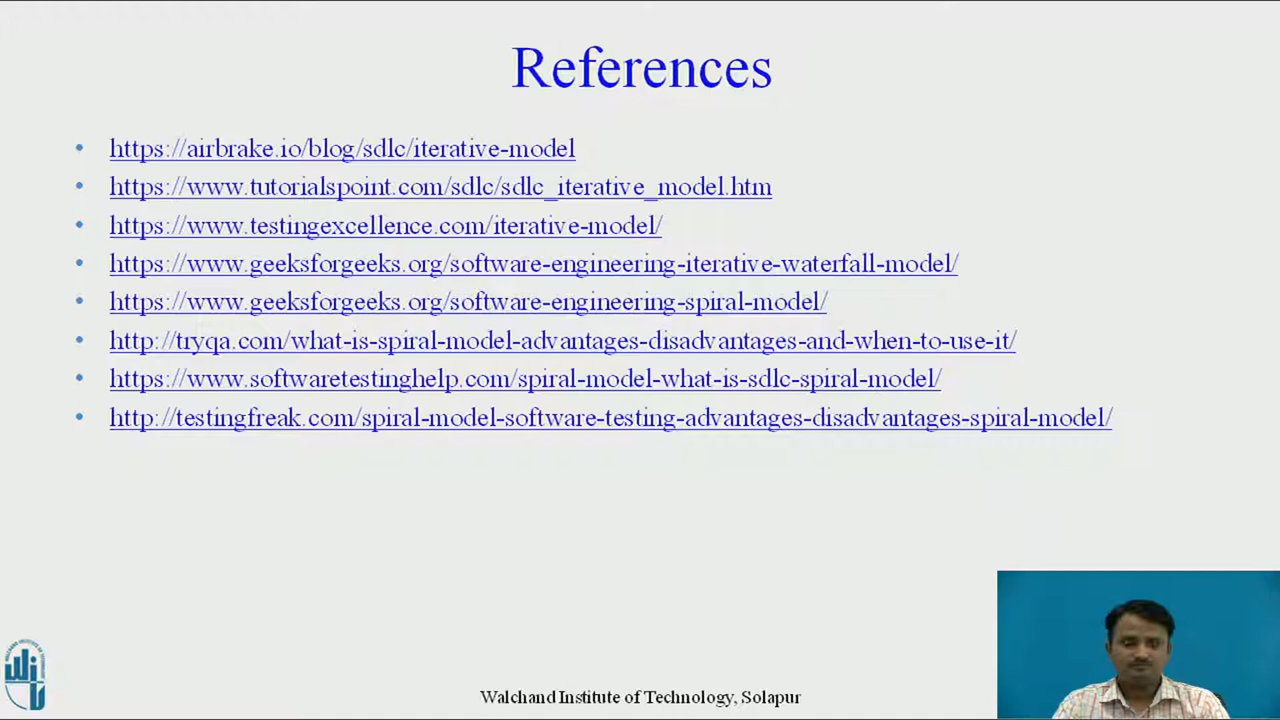 References
• https://airbrake.io/blog/sdlc/iterative-model
• https://www.tutorialspoint.com/sdlc/sdlc_iterative_model.htm
• https://www.testingexcellence.com/iterative-model/
• https://www.geeksforgeeks.org/software-engineering-iterative-waterfall-model/
• https://www.geeksforgeeks.org/software-engineering-spiral-model/
• http://tryqa.com/what-is-spiral-model-advantages-disadvantages-and-when-to-use-it/
• https://www.softwaretestinghelp.com/spiral-model-what-is-sdlc-spiral-model/
• http://testingfreak.com/spiral-model-software-testing-advantages-disadvantages-spiral-model/
Walchand Institute of Technology, Solapur